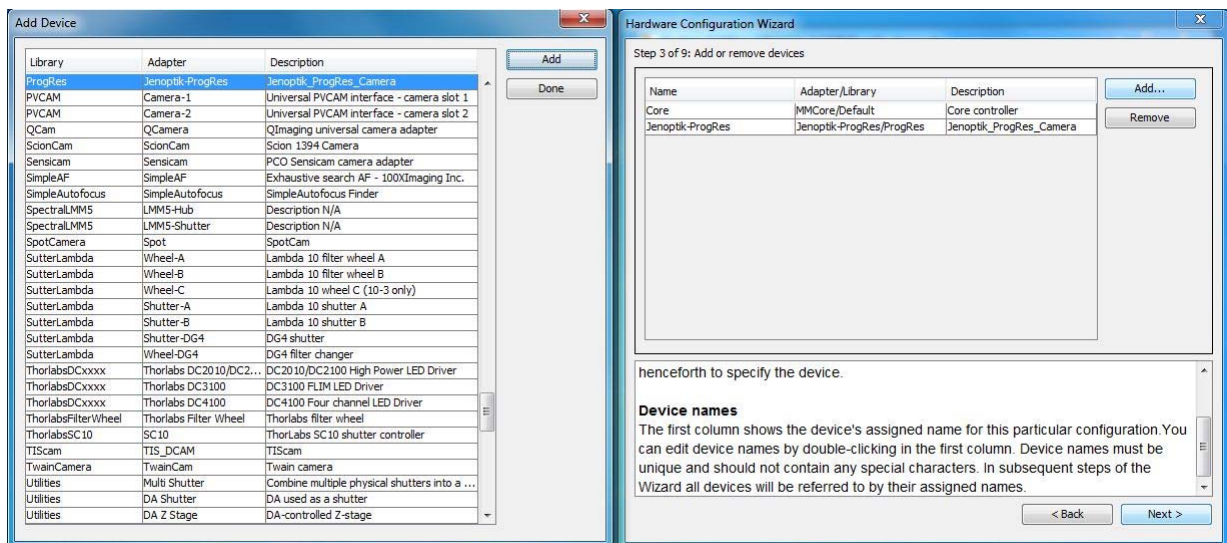 Add Device
Library Adapter Description
ProgRes Jenoptik-ProgRes Jenoptik_ProgRes_Camera
PVCAM Camera-1 Universal PVCAM interface - camera slot 1
PVCAM Camera-2 Universal PVCAM interface - camera slot 2
QCam QCamera QImaging universal camera adapter
ScionCam ScionCam Scion 1394 Camera
Sensicam Sensicam PCO Sensicam camera adapter
SimpleAF SimpleAF Exhaustive search AF - 100XImaging Inc.
SimpleAutofocus SimpleAutofocus SimpleAutofocus Finder
SpectralLMM5 LMM5-Hub Description N/A
SpectralLMM5 LMM5-Shutter Description N/A
SpotCamera Spot SpotCam
SutterLambda Wheel-A Lambda 10 filter wheel A
SutterLambda Wheel-B Lambda 10 filter wheel B
SutterLambda Wheel-C Lambda 10 wheel C (10-3 only)
SutterLambda Shutter-A Lambda 10 shutter A
SutterLambda Shutter-B Lambda 10 shutter B
SutterLambda Shutter-DG4 DG4 shutter
SutterLambda Wheel-DG4 DG4 filter changer
ThorlabsDCxxxx Thorlabs DC2010/DC2... DC2010/DC2100 High Power LED Driver
ThorlabsDCxxxx Thorlabs DC3100 DC3100 FLIM LED Driver
ThorlabsDCxxxx Thorlabs DC4100 DC4100 Four channel LED Driver
ThorlabsFilterWheel Thorlabs Filter Wheel Thorlabs filter wheel
ThorlabsSC10 SC10 ThorLabs SC10 shutter controller
TIScam TIS_DCAM TIScam
TwainCamera TwainCam Twain camera
Utilities Multi Shutter Combine multiple physical shutters into a ...
Utilities DA Shutter DA used as a shutter
Utilities DA Z Stage DA-controlled Z-stage
Add
Done
Hardware Configuration Wizard
Step 3 of 9: Add or remove devices
Name Adapter/Library Description
Core MMCore/Default Core controller
Jenoptik-ProgRes Jenoptik-ProgRes/ProgRes Jenoptik_ProgRes_Camera
Add...
Remove
henceforth to specify the device.
Device names
The first column shows the device's assigned name for this particular configuration.You
can edit device names by double-clicking in the first column. Device names must be
unique and should not contain any special characters. In subsequent steps of the
Wizard all devices will be referred to by their assigned names.
< Back
Next >